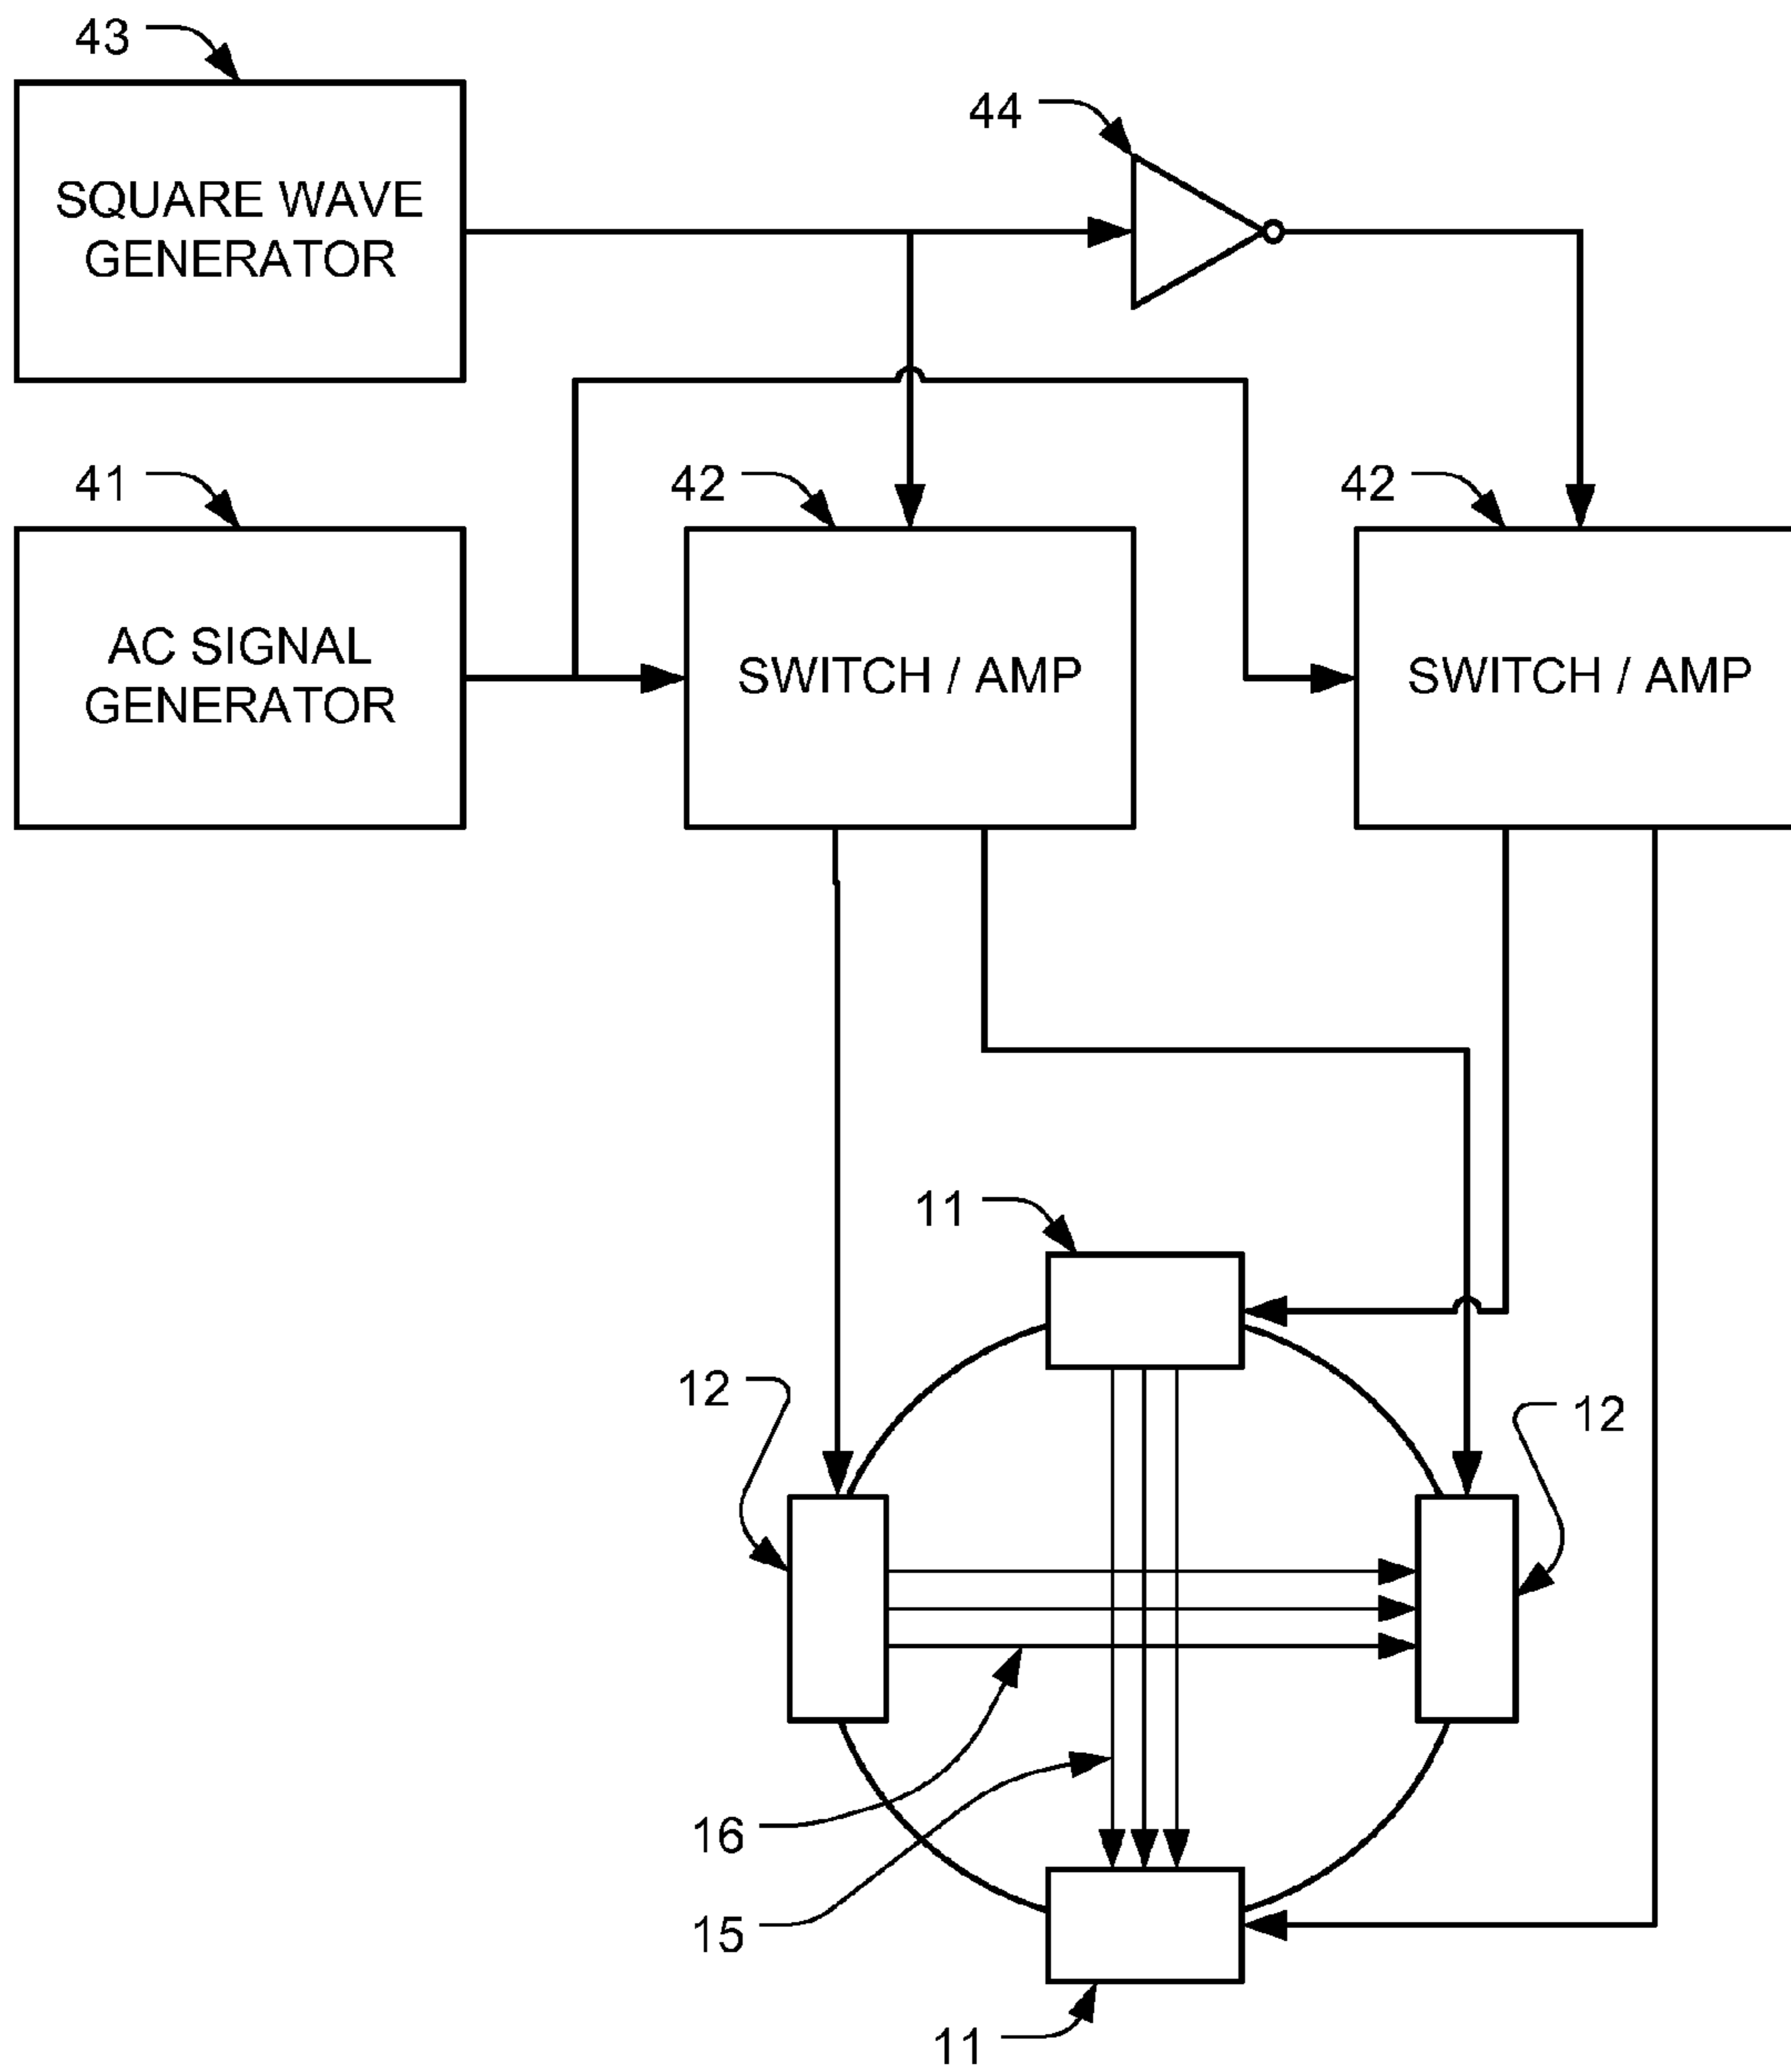 43
44
SQUARE WAVE
GENERATOR
41
42
42
AC SIGNAL
GENERATOR
SWITCH / AMP
SWITCH / AMP
11
12
12
16
15
11